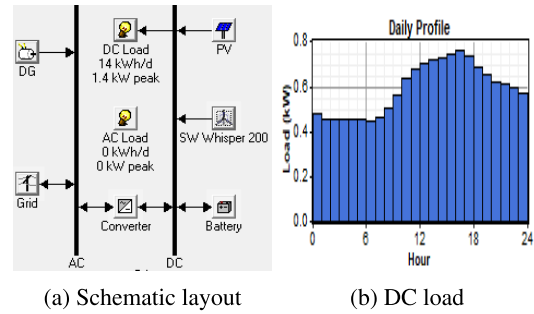 DG
DC Load
14 kWh/d
1.4 kW peak
PV
AC Load
0 kWh/d
0 kW peak
SW Whisper 200
Grid
Converter
Battery
AC
DC
(a) Schematic layout
Daily Profile
Load (kW)
0.8
0.6
0.4
0.2
0.0
0 6 12 18 24
Hour
(b) DC load